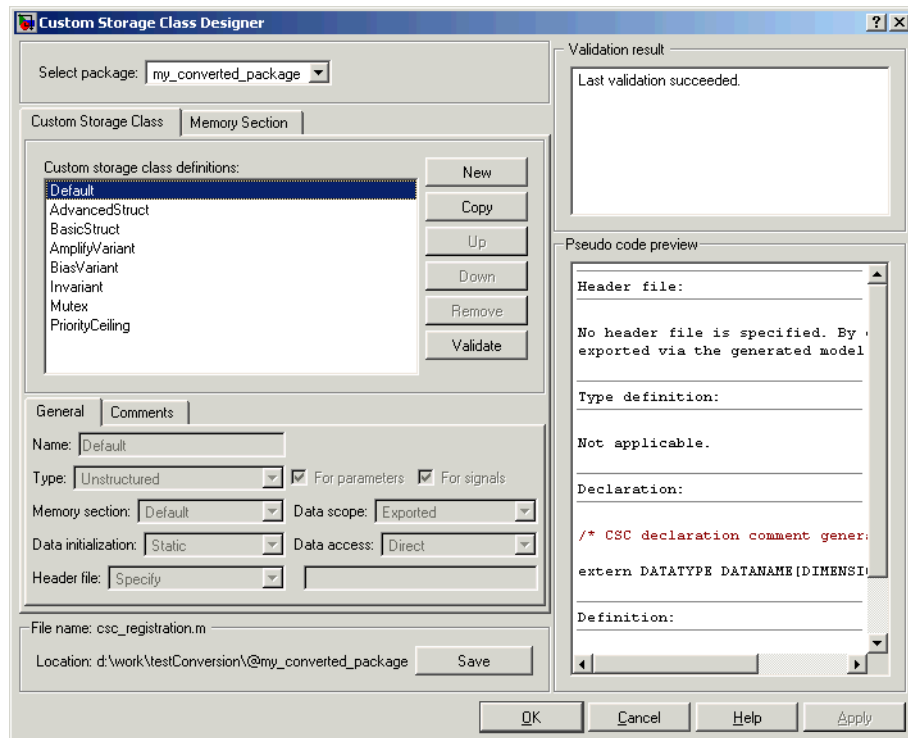 Custom Storage Class Designer
Select package: my_converted_package
Custom Storage Class Memory Section
Custom storage class definitions:
Default
AdvancedStruct
BasicStruct
AmplifyVariant
BiasVariant
Invariant
Mutex
PriorityCeiling
New
Copy
Up
Down
Remove
Validate
General Comments
Name: Default
Type: Unstructured For parameters For signals
Memory section: Default Data scope: Exported
Data initialization: Static Data access: Direct
Header file: Specify
File name: csc_registration.m
Location: d:\work\testConversion\@my_converted_package Save
Validation result
Last validation succeeded.
Pseudo code preview
Header file:
No header file is specified. By
exported via the generated model
Type definition:
Not applicable.
Declaration:
/* CSC declaration comment gener
extern DATATYPE DATANAME[DIMENSI
Definition:
OK Cancel Help Apply